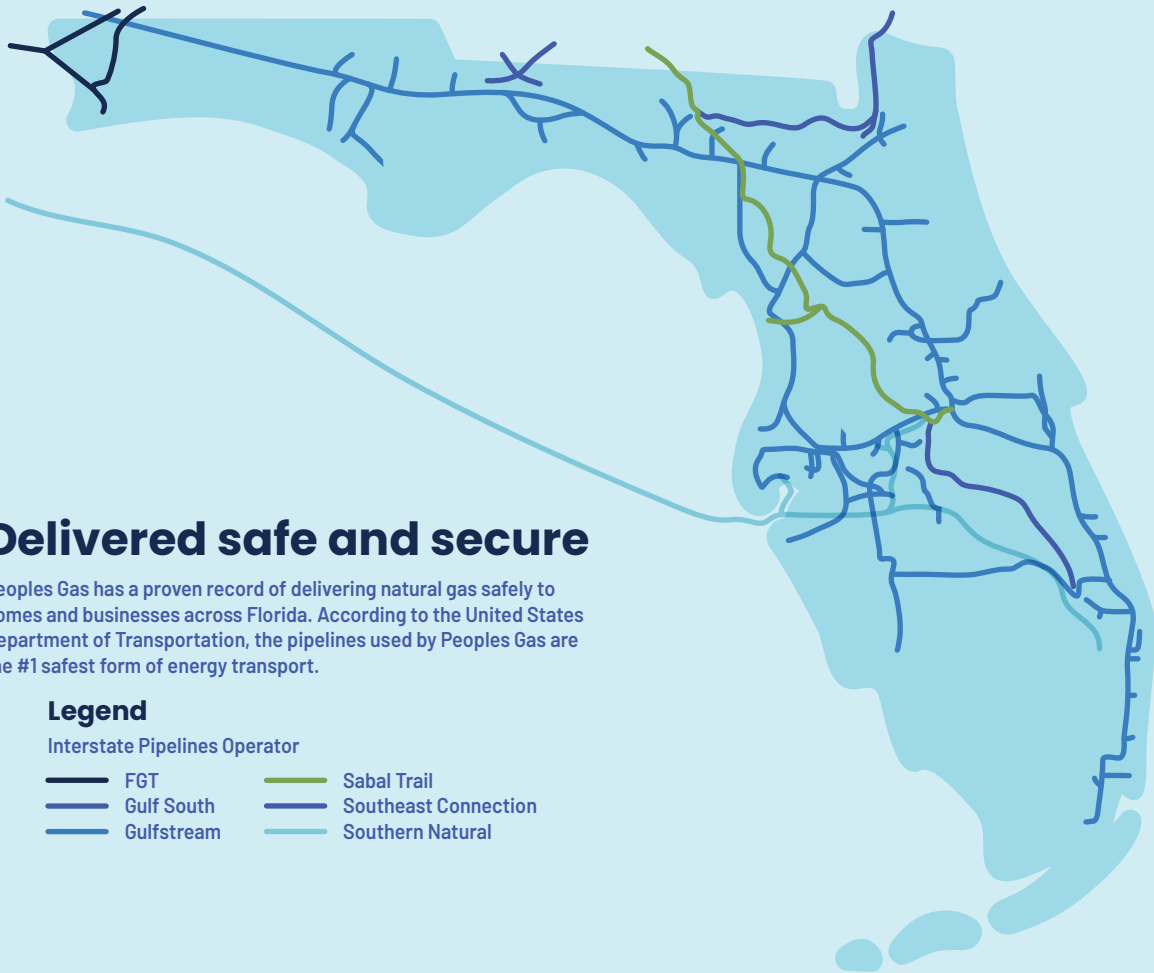 Delivered safe and secure
eoples Gas has a proven record of delivering natural gas safely to
omes and businesses across Florida. According to the United States
epartment of Transportation, the pipelines used by Peoples Gas are
he #1 safest form of energy transport.
Legend
Interstate Pipelines Operator
FGT
Gulf South
Gulfstream
Sabal Trail
Southeast Connection
Southern Natural